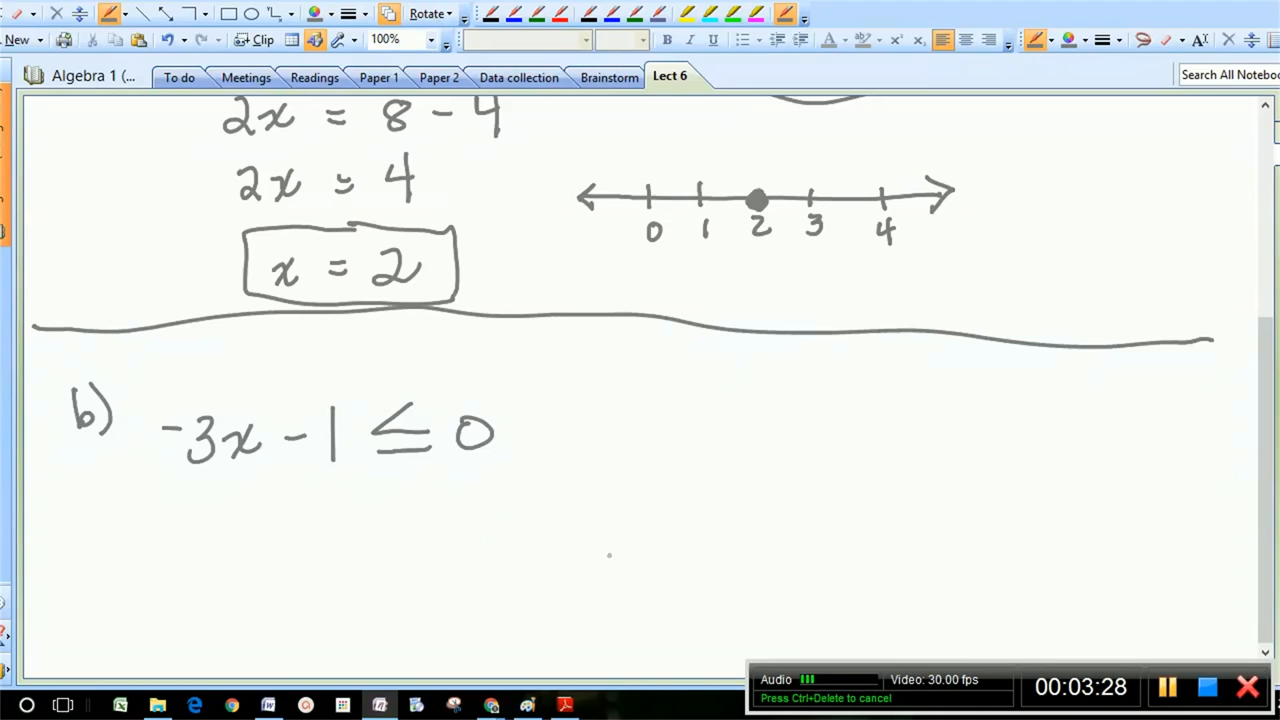 Rotate
New
Clip
100%
B I U
Algebra 1 (...
To do
Meetings
Readings
Paper 1
Paper 2
Data collection
Brainstorm
Lect 6
Search All Notebo
2x = 8 - 4
2x = 4
x = 2
0 1 2 3 4
b) -3x - 1 ≤ 0
Audio
Video: 30.00 fps
Press Ctrl+Delete to cancel
00:03:28